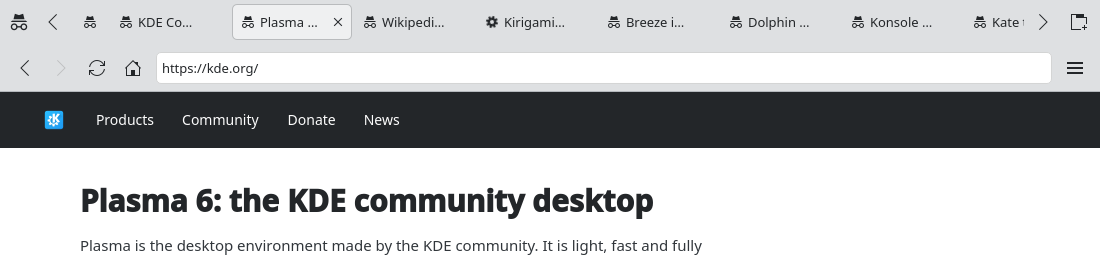 KDE Co... Plasma ... Wikipedi... Kirigami... Breeze i... Dolphin ... Konsole ... Kate
https://kde.org/
Products Community Donate News
Plasma 6: the KDE community desktop
Plasma is the desktop environment made by the KDE community. It is light, fast and fully